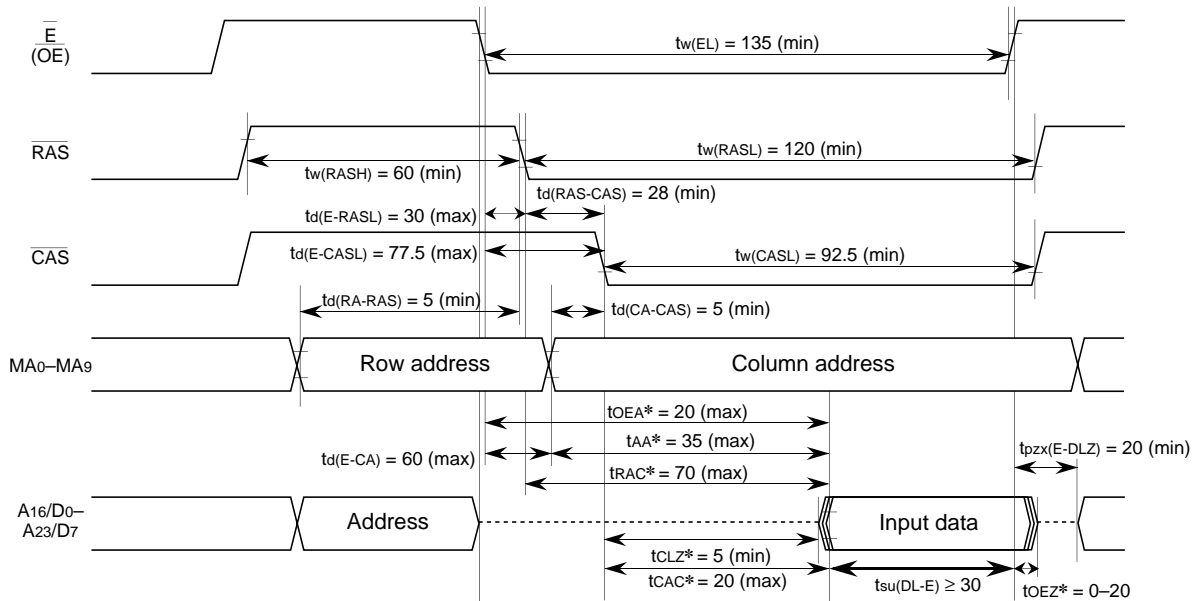 E
OE
(OE)
tw(EL) = 135 (min)
RAS
tw(RASH) = 60 (min)
tw(RASL) = 120 (min)
td(RAS-CAS) = 28 (min)
td(E-RASL) = 30 (max)
CAS
td(E-CASL) = 77.5 (max)
tw(CASL) = 92.5 (min)
td(RA-RAS) = 5 (min)
td(CA-CAS) = 5 (min)
MA0–MA9
Row address
Column address
tOEA* = 20 (max)
tAA* = 35 (max)
td(E-CA) = 60 (max)
tpzx(E-DLZ) = 20 (min)
tRAC* = 70 (max)
A16/D0–
A23/D7
Address
Input data
tCLZ* = 5 (min)
tCAC* = 20 (max)
tsu(DL-E) ≥ 30
tOEZ* = 0–20